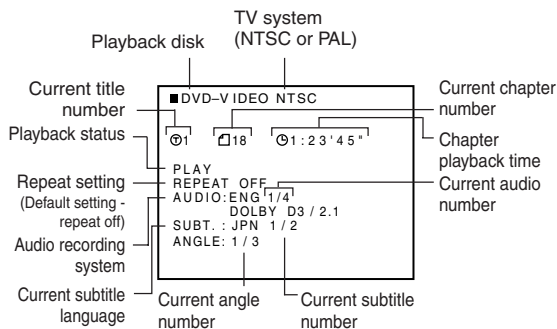 TV system
(NTSC or PAL)
Playback disk
Current title
number
Playback status
Repeat setting
(Default setting -
repeat off)
Audio recording
system
Current subtitle
language
■DVD–VIDEO NTSC
Ⓣ1 18 1:23'45"
PLAY
REPEAT OFF
AUDIO:ENG 1/4
DOLBY D3/2.1
SUBT.:JPN 1/2
ANGLE:1/3
Current chapter
number
Chapter
playback time
Current audio
number
Current angle
number
Current subtitle
number